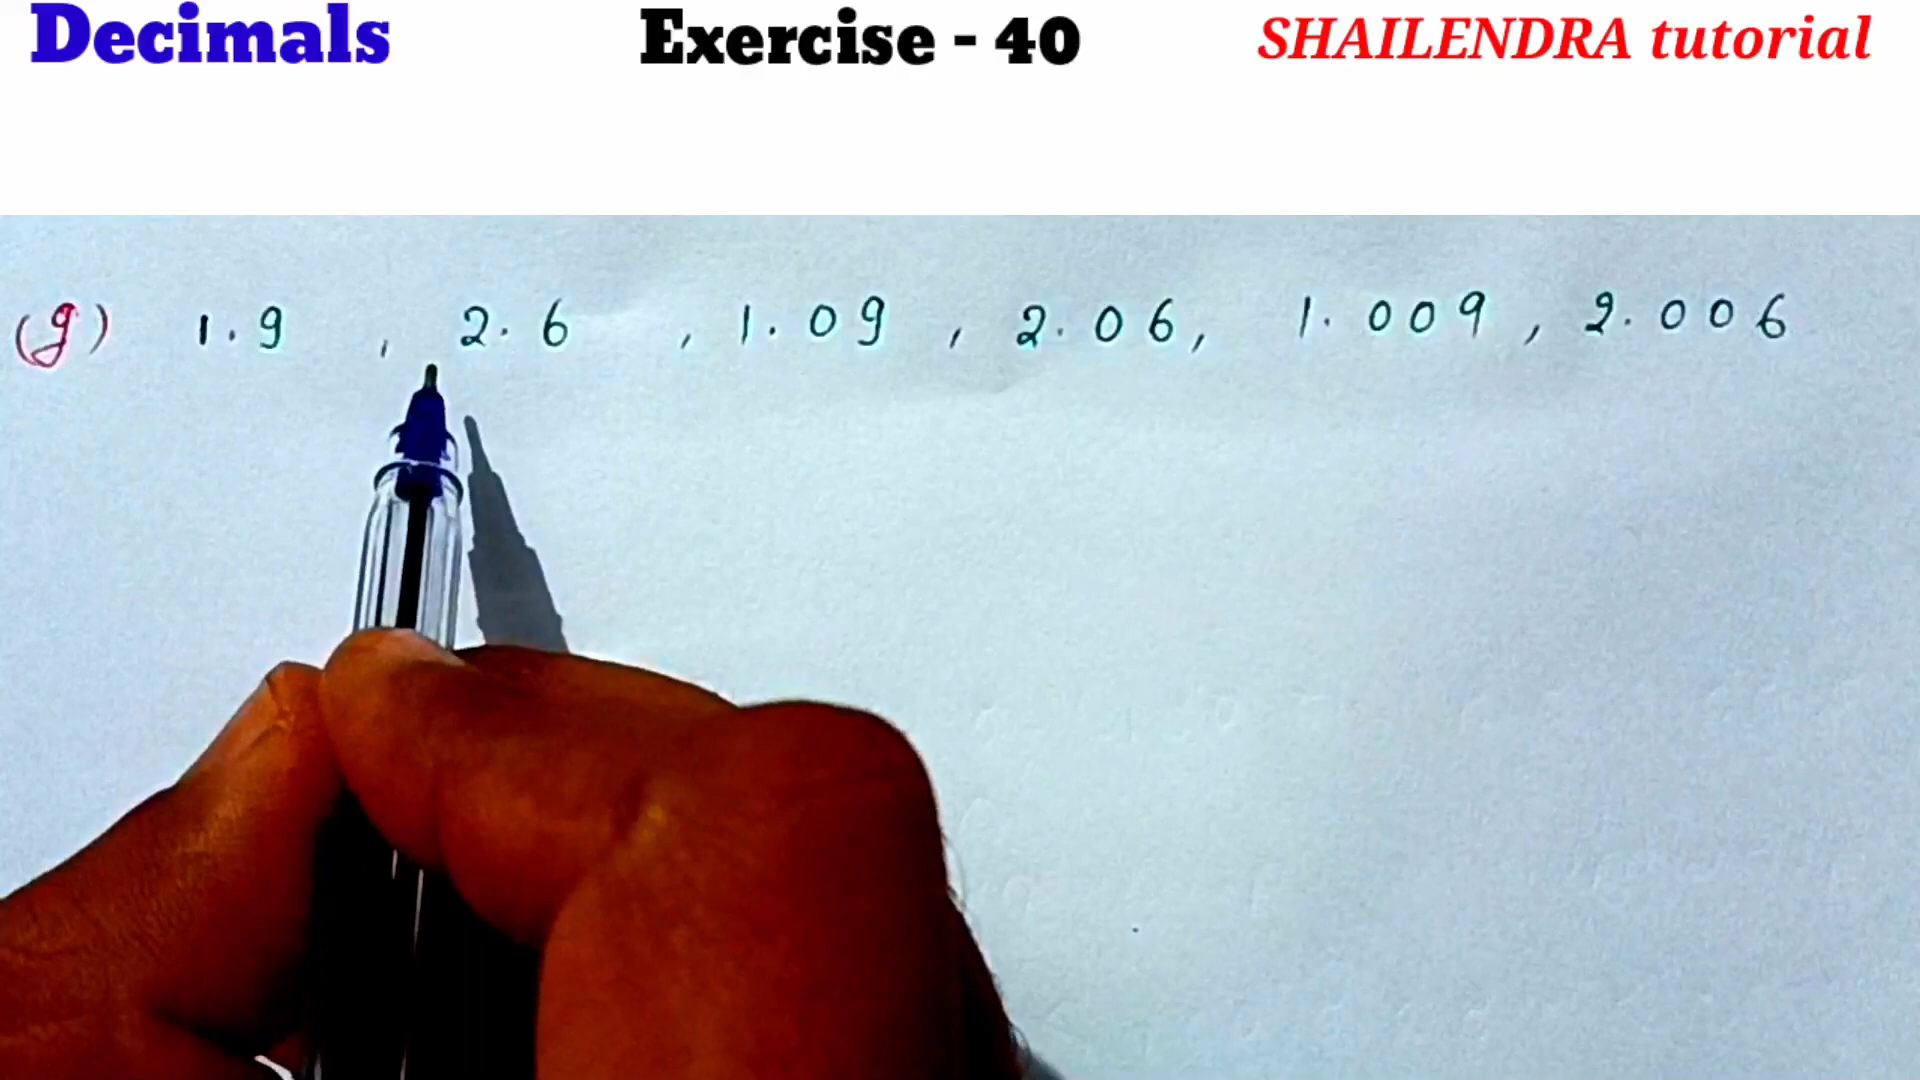 Decimals Exercise - 40 SHAILENDRA tutorial
(g) 1.9 , 2.6 , 1.09 , 2.06, 1.009 , 2.006